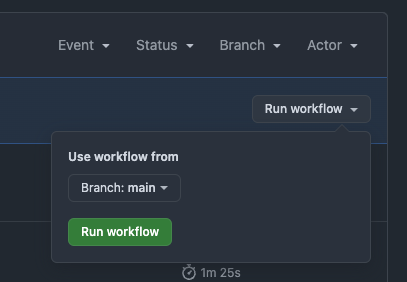 Event Status Branch Actor
Run workflow
Use workflow from
Branch: main
Run workflow
1m 25s